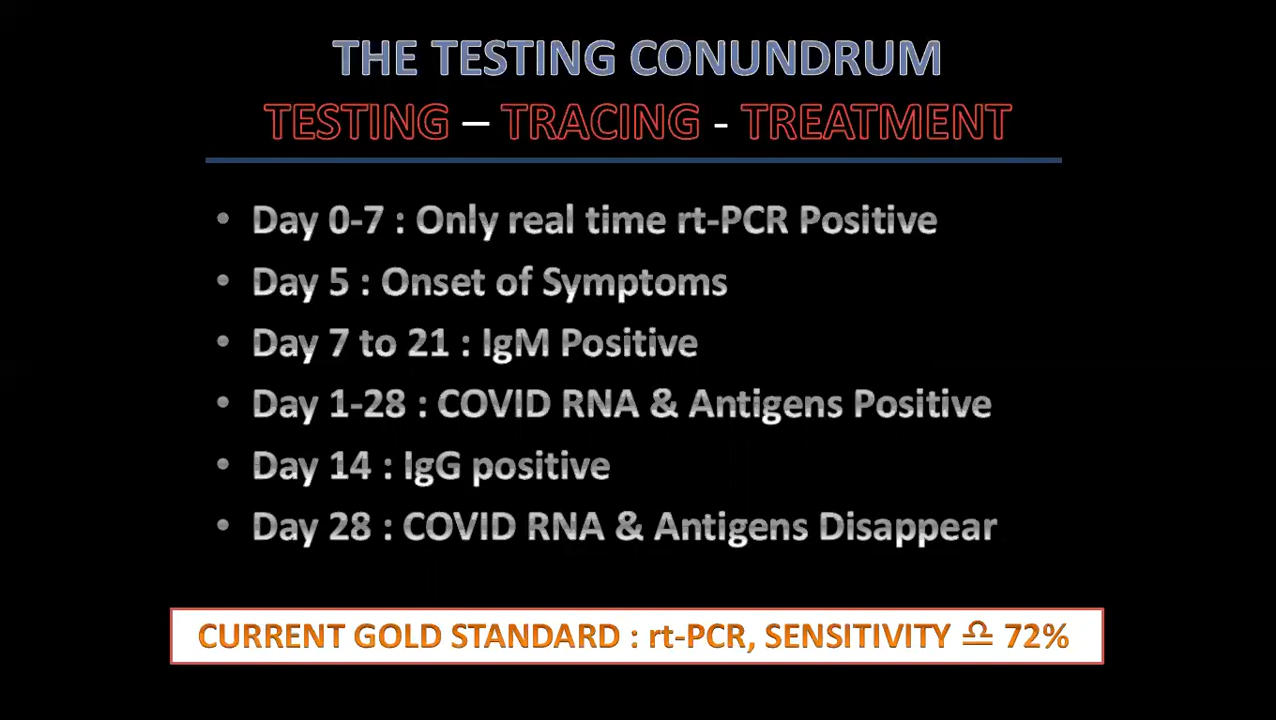 THE TESTING CONUNDRUM
TESTING – TRACING - TREATMENT
• Day 0-7 : Only real time rt-PCR Positive
• Day 5 : Onset of Symptoms
• Day 7 to 21 : IgM Positive
• Day 1-28 : COVID RNA & Antigens Positive
• Day 14 : IgG positive
• Day 28 : COVID RNA & Antigens Disappear
CURRENT GOLD STANDARD : rt-PCR, SENSITIVITY ♎ 72%